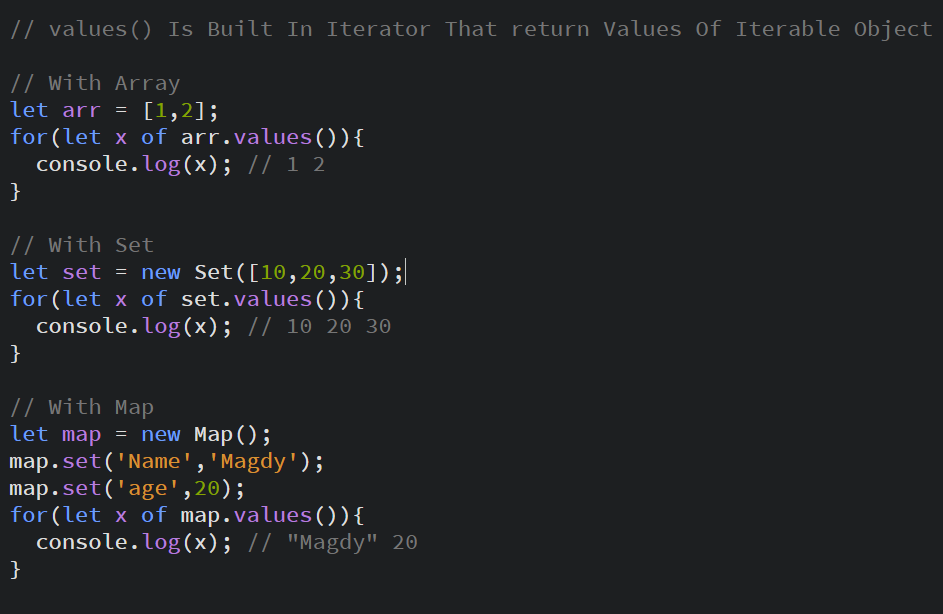 // values() Is Built In Iterator That return Values Of Iterable Object
// With Array
let arr = [1,2];
for(let x of arr.values()){
  console.log(x); // 1 2
}
// With Set
let set = new Set([10,20,30]);
for(let x of set.values()){
  console.log(x); // 10 20 30
}
// With Map
let map = new Map();
map.set('Name','Magdy');
map.set('age',20);
for(let x of map.values()){
  console.log(x); // "Magdy" 20
}